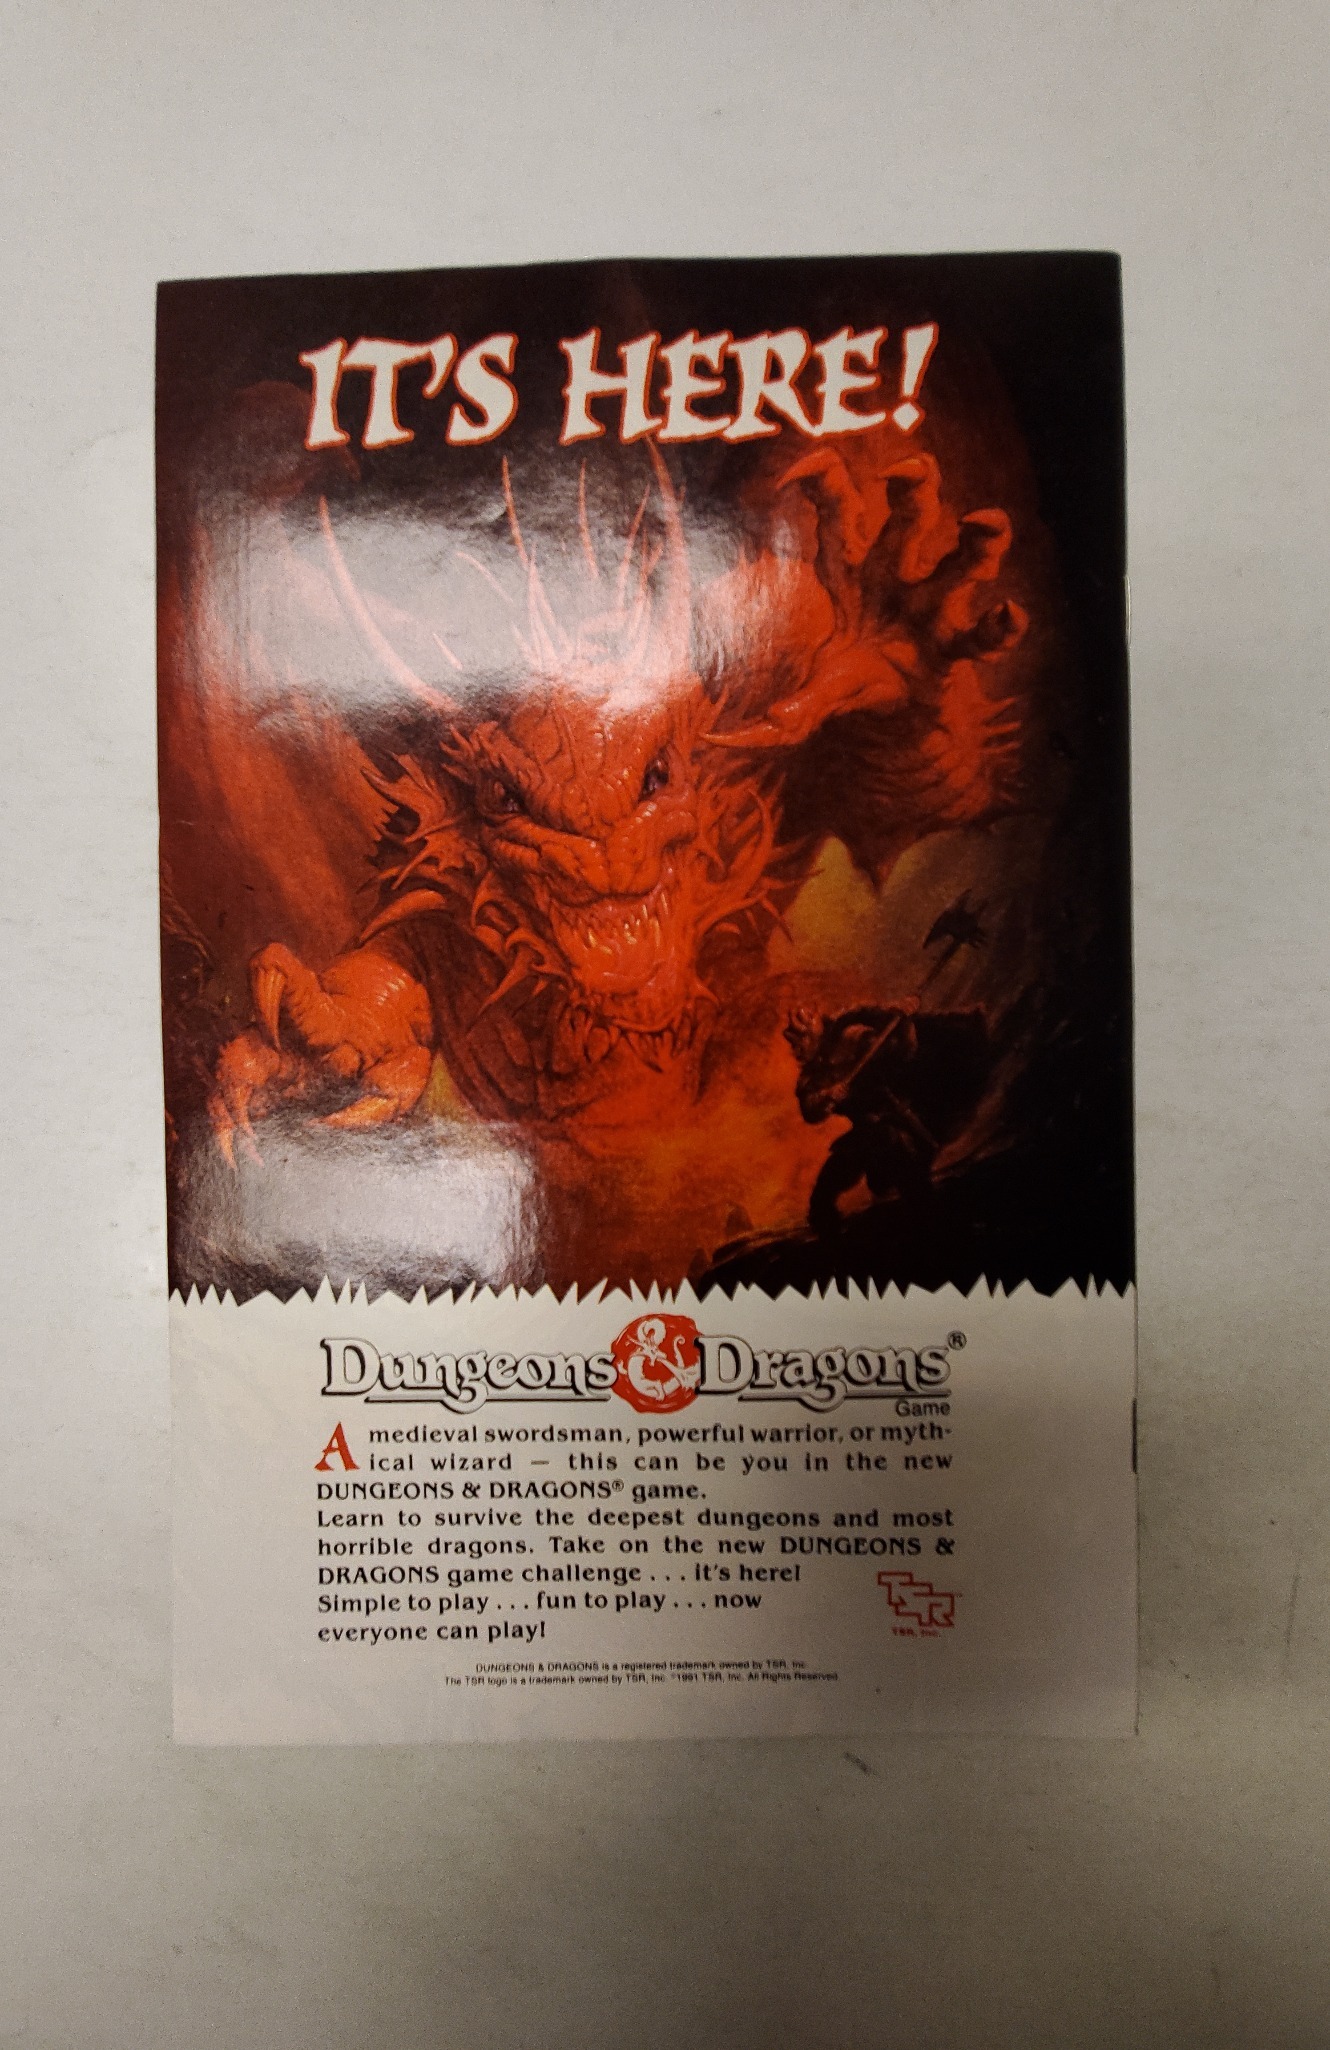 IT'S HERE!
Dungeons & Dragons®
Game
A medieval swordsman, powerful warrior, or myth-
ical wizard — this can be you in the new
DUNGEONS & DRAGONS® game.
Learn to survive the deepest dungeons and most
horrible dragons. Take on the new DUNGEONS &
DRAGONS game challenge . . . it's here!
Simple to play . . . fun to play . . . now
everyone can play!
TSR™
TSR, Inc.
DUNGEONS & DRAGONS is a registered trademark owned by TSR, Inc.
The TSR logo is a trademark owned by TSR, Inc. ©1991 TSR, Inc. All Rights Reserved.